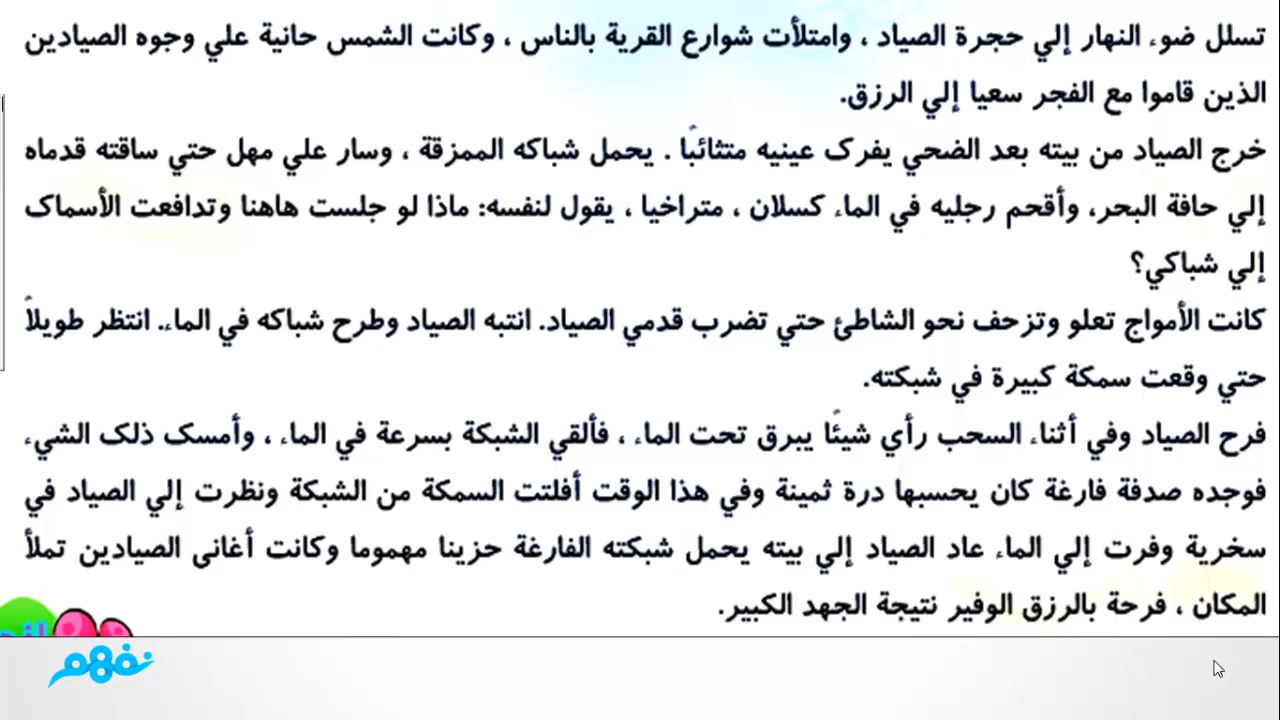 تسلل ضوء النهار إلي حجرة الصياد ، وامتلأت شوارع القرية بالناس ، وكانت الشمس حانية علي وجوه الصيادين
الذين قاموا مع الفجر سعيا إلي الرزق.
خرج الصياد من بيته بعد الضحي يفرك عينيه متثائبًا . يحمل شباكه الممزقة ، وسار علي مهل حتي ساقته قدماه
إلي حافة البحر، وأقحم رجليه في الماء كسلان ، متراخيا ، يقول لنفسه: ماذا لو جلست هاهنا وتدافعت الأسماك
إلي شباكي؟
كانت الأمواج تعلو وتزحف نحو الشاطئ حتي تضرب قدمي الصياد. انتبه الصياد وطرح شباكه في الماء. انتظر طويلاً
حتي وقعت سمكة كبيرة في شبكته.
فرح الصياد وفي أثناء السحب رأي شيئًا يبرق تحت الماء ، فألقي الشبكة بسرعة في الماء ، وأمسك ذلك الشيء
فوجده صدفة فارغة كان يحسبها درة ثمينة وفي هذا الوقت أفلتت السمكة من الشبكة ونظرت إلي الصياد في
سخرية وفرت إلي الماء عاد الصياد إلي بيته يحمل شبكته الفارغة حزينا مهموما وكانت أغانى الصيادين تملأ
المكان ، فرحة بالرزق الوفير نتيجة الجهد الكبير.
نفهم